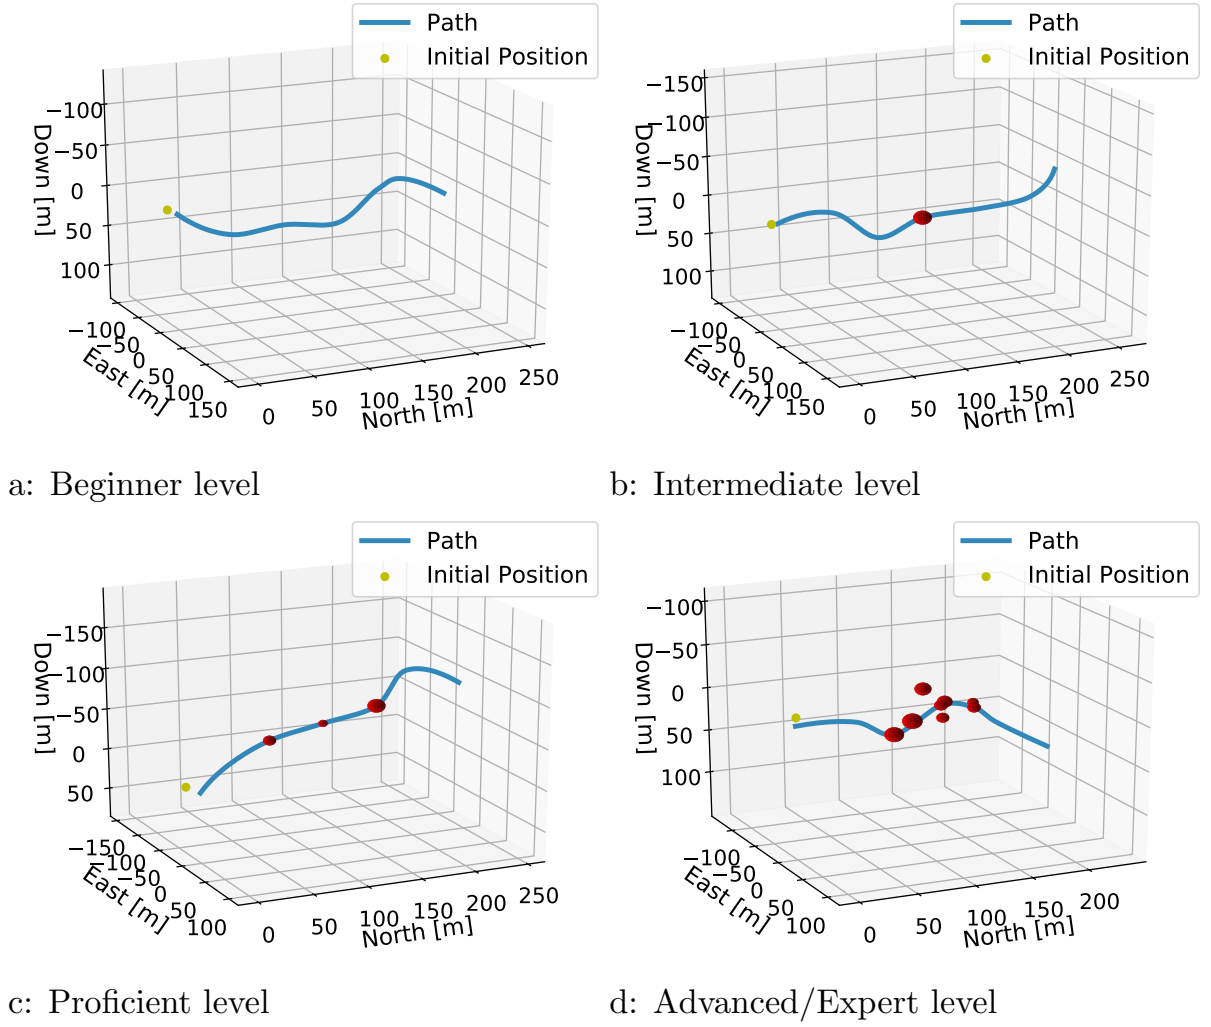 Path
Initial Position
−100
−50
0
50
100
Down [m]
−100
−50
0
50
100
150
East [m]
0
50
100
150
200
250
North [m]
a: Beginner level
Path
Initial Position
−150
−100
−50
0
50
100
Down [m]
−100
−50
0
50
100
150
East [m]
0
50
100
150
200
250
North [m]
b: Intermediate level
Path
Initial Position
−150
−100
−50
0
50
Down [m]
−150
−100
−50
0
50
100
East [m]
0
50
100
150
200
250
North [m]
c: Proficient level
Path
Initial Position
−100
−50
0
50
100
Down [m]
−100
−50
0
50
100
East [m]
0
50
100
150
200
North [m]
d: Advanced/Expert level